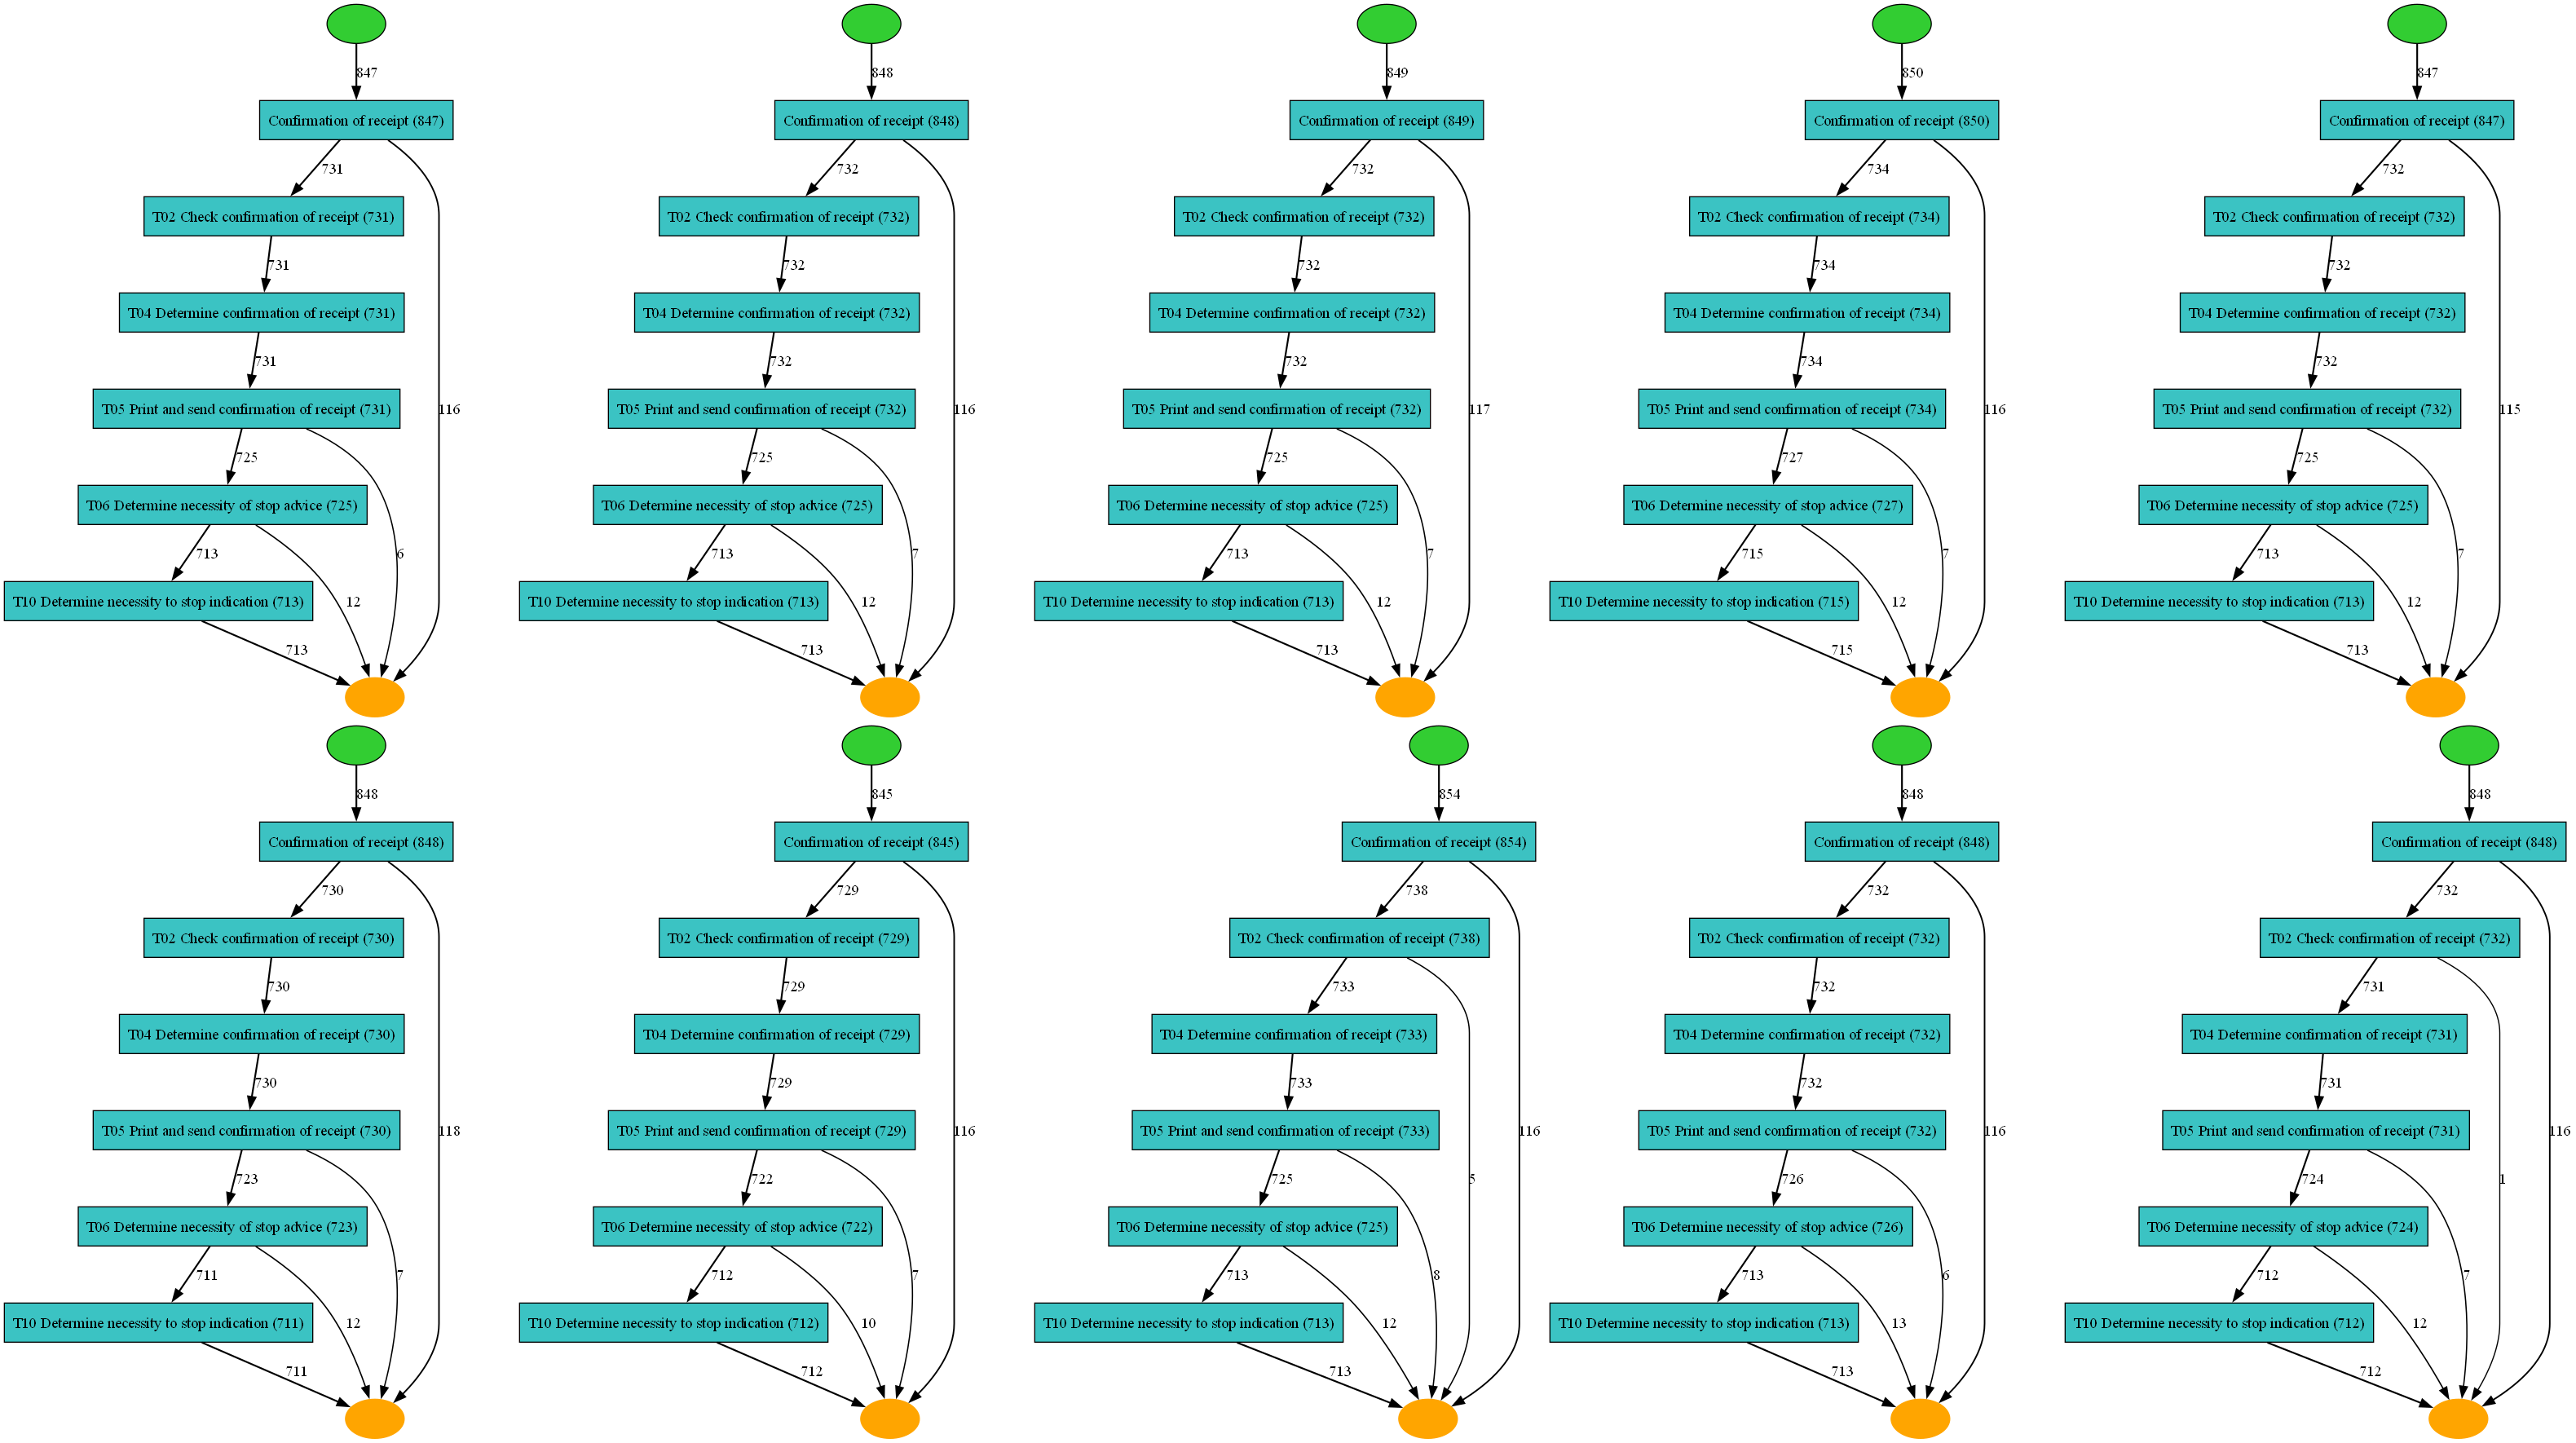 847
Confirmation of receipt (847)
731
T02 Check confirmation of receipt (731)
731
T04 Determine confirmation of receipt (731)
731
T05 Print and send confirmation of receipt (731)
116
725
T06 Determine necessity of stop advice (725)
713
6
T10 Determine necessity to stop indication (713)
12
713
848
Confirmation of receipt (848)
732
T02 Check confirmation of receipt (732)
732
T04 Determine confirmation of receipt (732)
732
T05 Print and send confirmation of receipt (732)
116
725
T06 Determine necessity of stop advice (725)
713
7
T10 Determine necessity to stop indication (713)
12
713
849
Confirmation of receipt (849)
732
T02 Check confirmation of receipt (732)
732
T04 Determine confirmation of receipt (732)
732
T05 Print and send confirmation of receipt (732)
117
725
T06 Determine necessity of stop advice (725)
713
7
T10 Determine necessity to stop indication (713)
12
713
850
Confirmation of receipt (850)
734
T02 Check confirmation of receipt (734)
734
T04 Determine confirmation of receipt (734)
734
T05 Print and send confirmation of receipt (734)
116
727
T06 Determine necessity of stop advice (727)
715
7
T10 Determine necessity to stop indication (715)
12
715
847
Confirmation of receipt (847)
732
T02 Check confirmation of receipt (732)
732
T04 Determine confirmation of receipt (732)
732
T05 Print and send confirmation of receipt (732)
115
725
T06 Determine necessity of stop advice (725)
713
7
T10 Determine necessity to stop indication (713)
12
713
848
Confirmation of receipt (848)
730
T02 Check confirmation of receipt (730)
730
T04 Determine confirmation of receipt (730)
730
T05 Print and send confirmation of receipt (730)
118
723
T06 Determine necessity of stop advice (723)
711
7
T10 Determine necessity to stop indication (711)
12
711
845
Confirmation of receipt (845)
729
T02 Check confirmation of receipt (729)
729
T04 Determine confirmation of receipt (729)
729
T05 Print and send confirmation of receipt (729)
116
722
T06 Determine necessity of stop advice (722)
712
7
T10 Determine necessity to stop indication (712)
10
712
854
Confirmation of receipt (854)
738
T02 Check confirmation of receipt (738)
733
T04 Determine confirmation of receipt (733)
733
T05 Print and send confirmation of receipt (733)
116
725
5
T06 Determine necessity of stop advice (725)
713
8
T10 Determine necessity to stop indication (713)
12
713
848
Confirmation of receipt (848)
732
T02 Check confirmation of receipt (732)
732
T04 Determine confirmation of receipt (732)
732
T05 Print and send confirmation of receipt (732)
116
726
T06 Determine necessity of stop advice (726)
713
6
T10 Determine necessity to stop indication (713)
13
713
848
Confirmation of receipt (848)
732
T02 Check confirmation of receipt (732)
731
T04 Determine confirmation of receipt (731)
731
T05 Print and send confirmation of receipt (731)
116
724
1
T06 Determine necessity of stop advice (724)
712
7
T10 Determine necessity to stop indication (712)
12
712